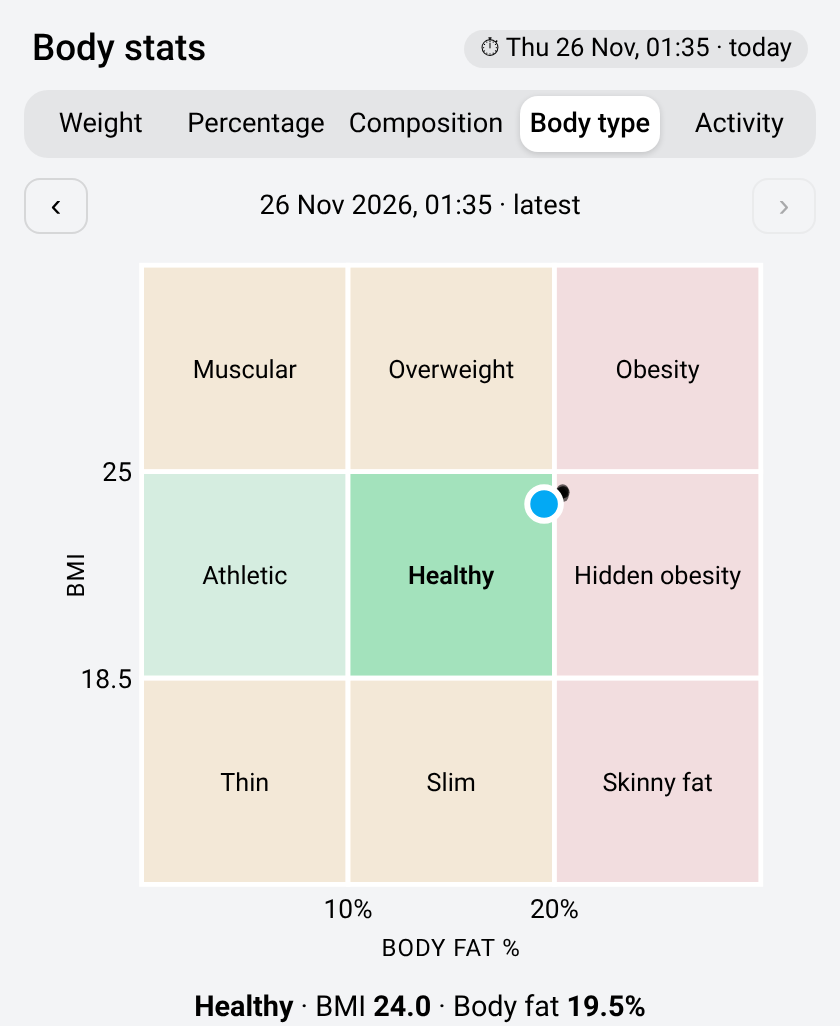 Body stats
⏱ Thu 26 Nov, 01:35 · today
Weight Percentage Composition Body type Activity
‹ 26 Nov 2026, 01:35 · latest ›
Muscular Overweight Obesity
25
Athletic Healthy Hidden obesity
BMI
18.5
Thin Slim Skinny fat
10% 20%
BODY FAT %
Healthy · BMI 24.0 · Body fat 19.5%